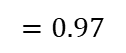 = 0.97